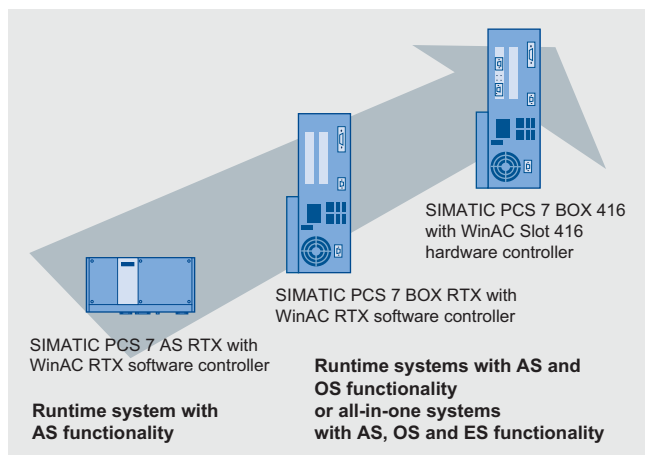 SIMATIC PCS 7 BOX 416
with WinAC Slot 416
hardware controller
SIMATIC PCS 7 BOX RTX with
WinAC RTX software controller
SIMATIC PCS 7 AS RTX with
WinAC RTX software controller
Runtime system with
AS functionality
Runtime systems with AS and
OS functionality
or all-in-one systems
with AS, OS and ES functionality